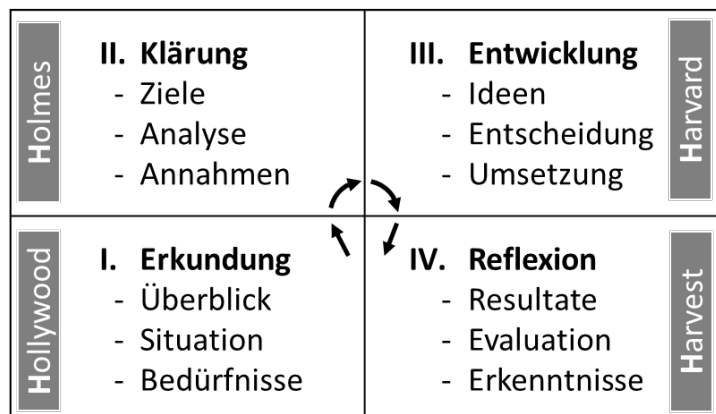 Holmes
II. Klärung
- Ziele
- Analyse
- Annahmen
III. Entwicklung
- Ideen
- Entscheidung
- Umsetzung
Harvard
Hollywood
I. Erkundung
- Überblick
- Situation
- Bedürfnisse
IV. Reflexion
- Resultate
- Evaluation
- Erkenntnisse
Harvest